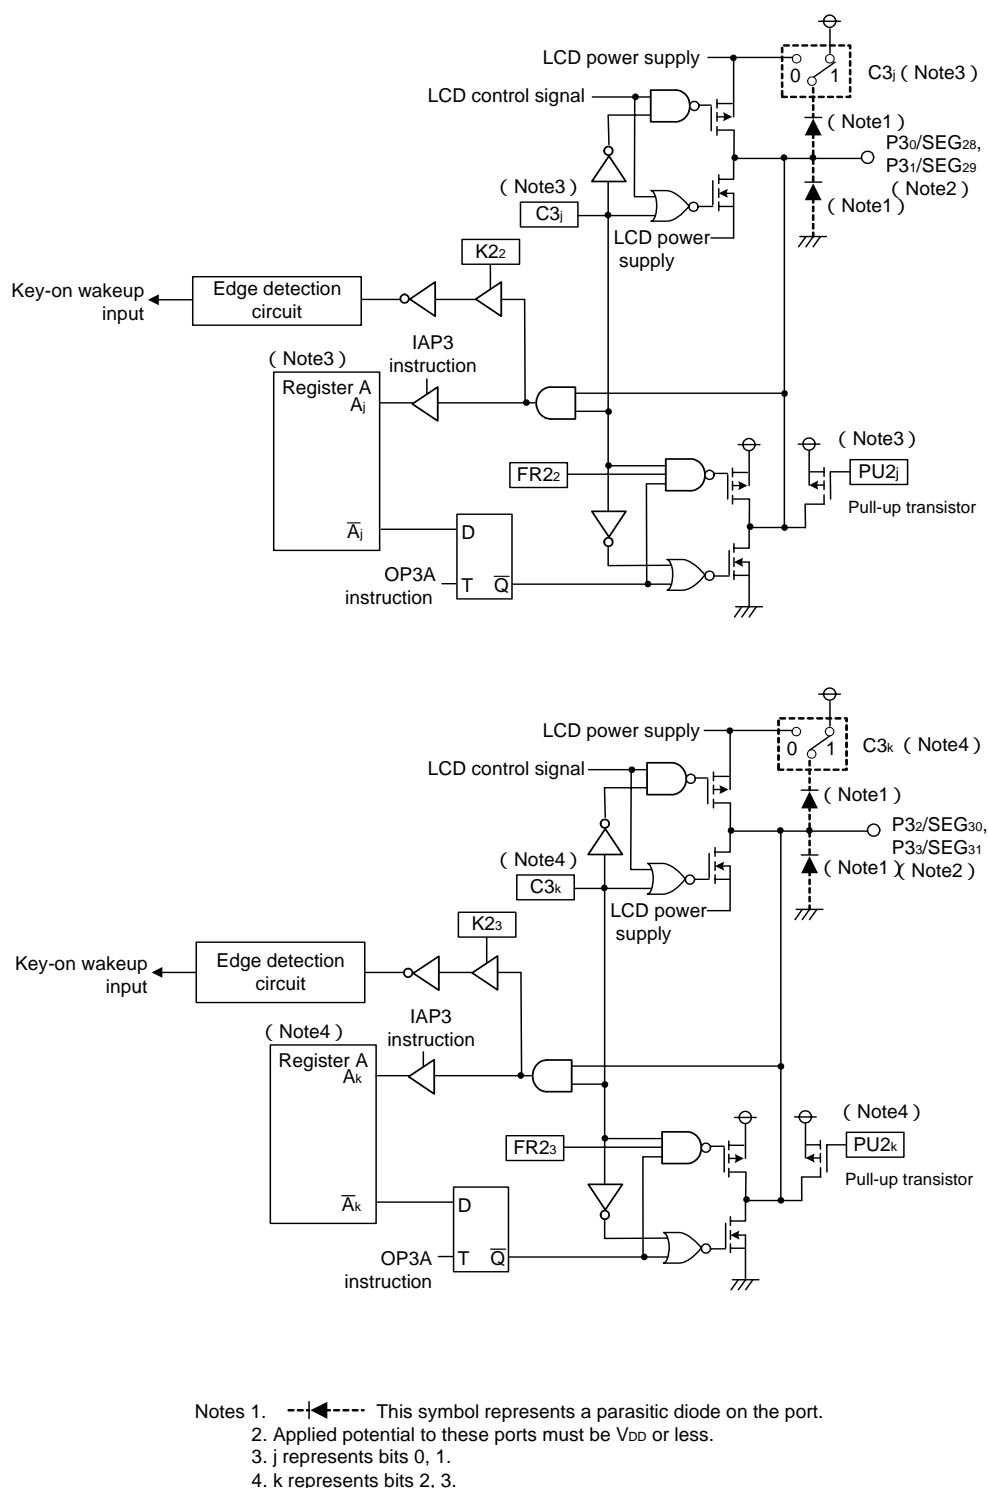 LCD power supply
0 1
C3j ( Note3 )
LCD control signal
( Note1 )
P30/SEG28,
P31/SEG29
( Note2 )
( Note3 )
C3j
( Note1 )
LCD power
supply
K22
Key-on wakeup
input
Edge detection
circuit
IAP3
instruction
( Note3 )
Register A
Aj
( Note3 )
FR22
PU2j
Pull-up transistor
Aj
D
OP3A
instruction
T Q
LCD power supply
0 1
C3k ( Note4 )
LCD control signal
( Note1 )
P32/SEG30,
P33/SEG31
( Note1 )( Note2 )
( Note4 )
C3k
LCD power
supply
K23
Key-on wakeup
input
Edge detection
circuit
IAP3
instruction
( Note4 )
Register A
Ak
( Note4 )
FR23
PU2k
Pull-up transistor
Ak
D
OP3A
instruction
T Q
Notes 1. This symbol represents a parasitic diode on the port.
2. Applied potential to these ports must be VDD or less.
3. j represents bits 0, 1.
4. k represents bits 2, 3.